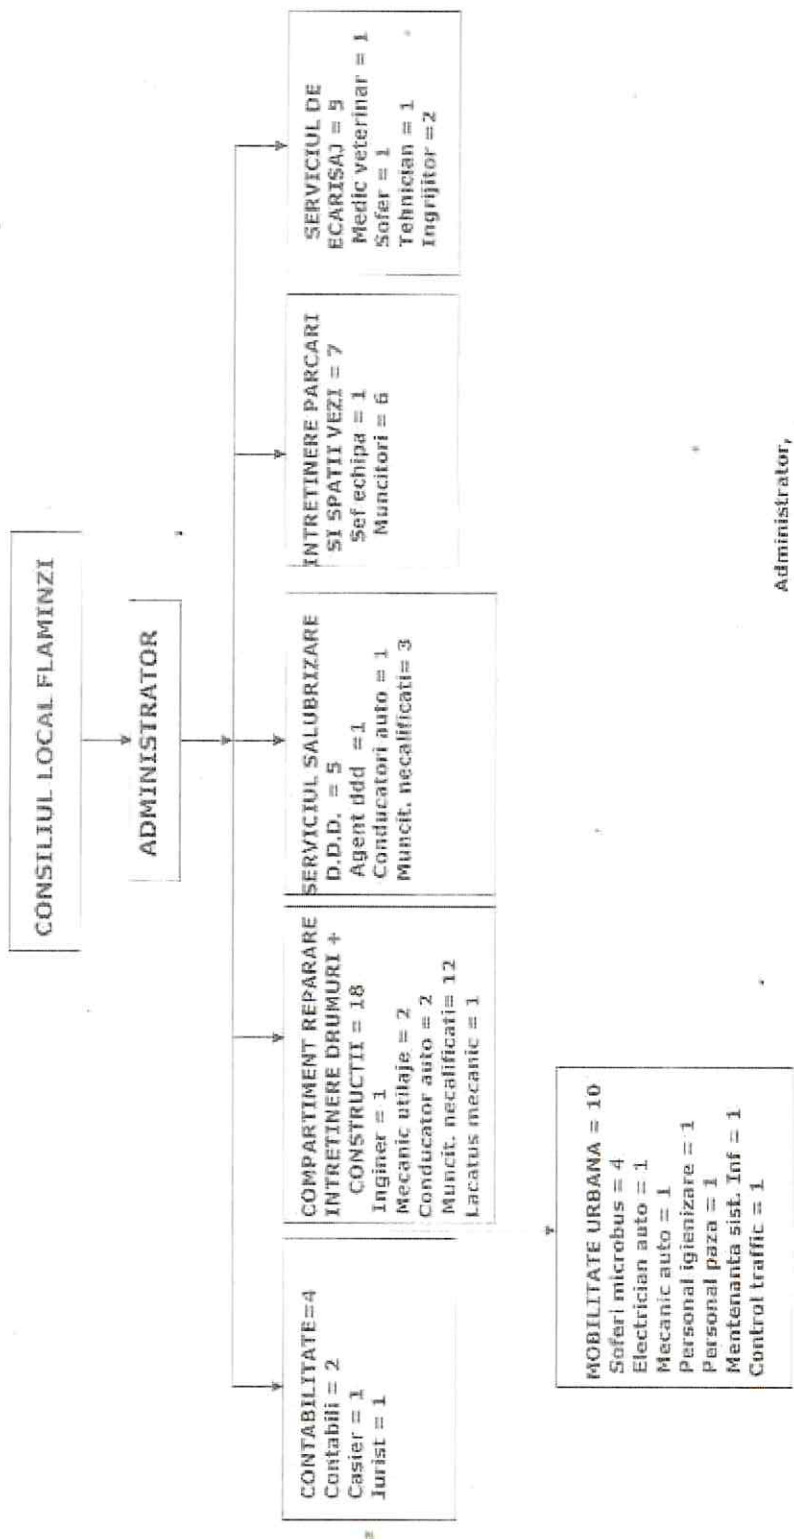 CONSILIUL LOCAL FLAMINZI
ADMINISTRATOR
CONTABILITATE=4
Contabili = 2
Casier = 1
Jurist = 1
COMPARTIMENT REPARARE
INTRETINERE DRUMURI +
CONSTRUCTII = 18
Inginer = 1
Mecanic utilaje = 2
Conducator auto = 2
Muncit. necalificati= 12
Lacatus mecanic = 1
SERVICIUL SALUBRIZARE
D.D.D. = 5
Agent ddd =1
Conducatori auto = 1
Muncit. necalificati= 3
INTRETINERE PARCARI
SI SPATII VEZI = 7
Sef echipa = 1
Muncitori = 6
SERVICIUL DE
ECARISAJ = 5
Medic veterinar = 1
Sofer = 1
Tehnician = 1
Ingrijitor =2
MOBILITATE URBANA = 10
Soferi microbus = 4
Electrician auto = 1
Mecanic auto = 1
Personal igienizare = 1
Personal paza = 1
Mentenanta sist. Inf = 1
Control traffic = 1
Administrator,